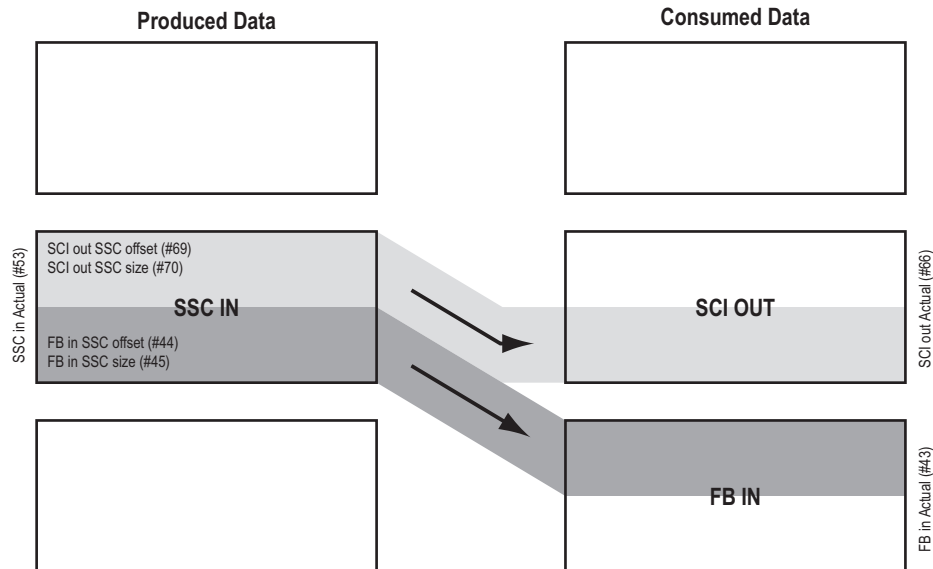 Produced Data
Consumed Data
SSC in Actual (#53)
SCI out SSC offset (#69)
SCI out SSC size (#70)
SSC IN
FB in SSC offset (#44)
FB in SSC size (#45)
SCI OUT
SCI out Actual (#66)
FB IN
FB in Actual (#43)